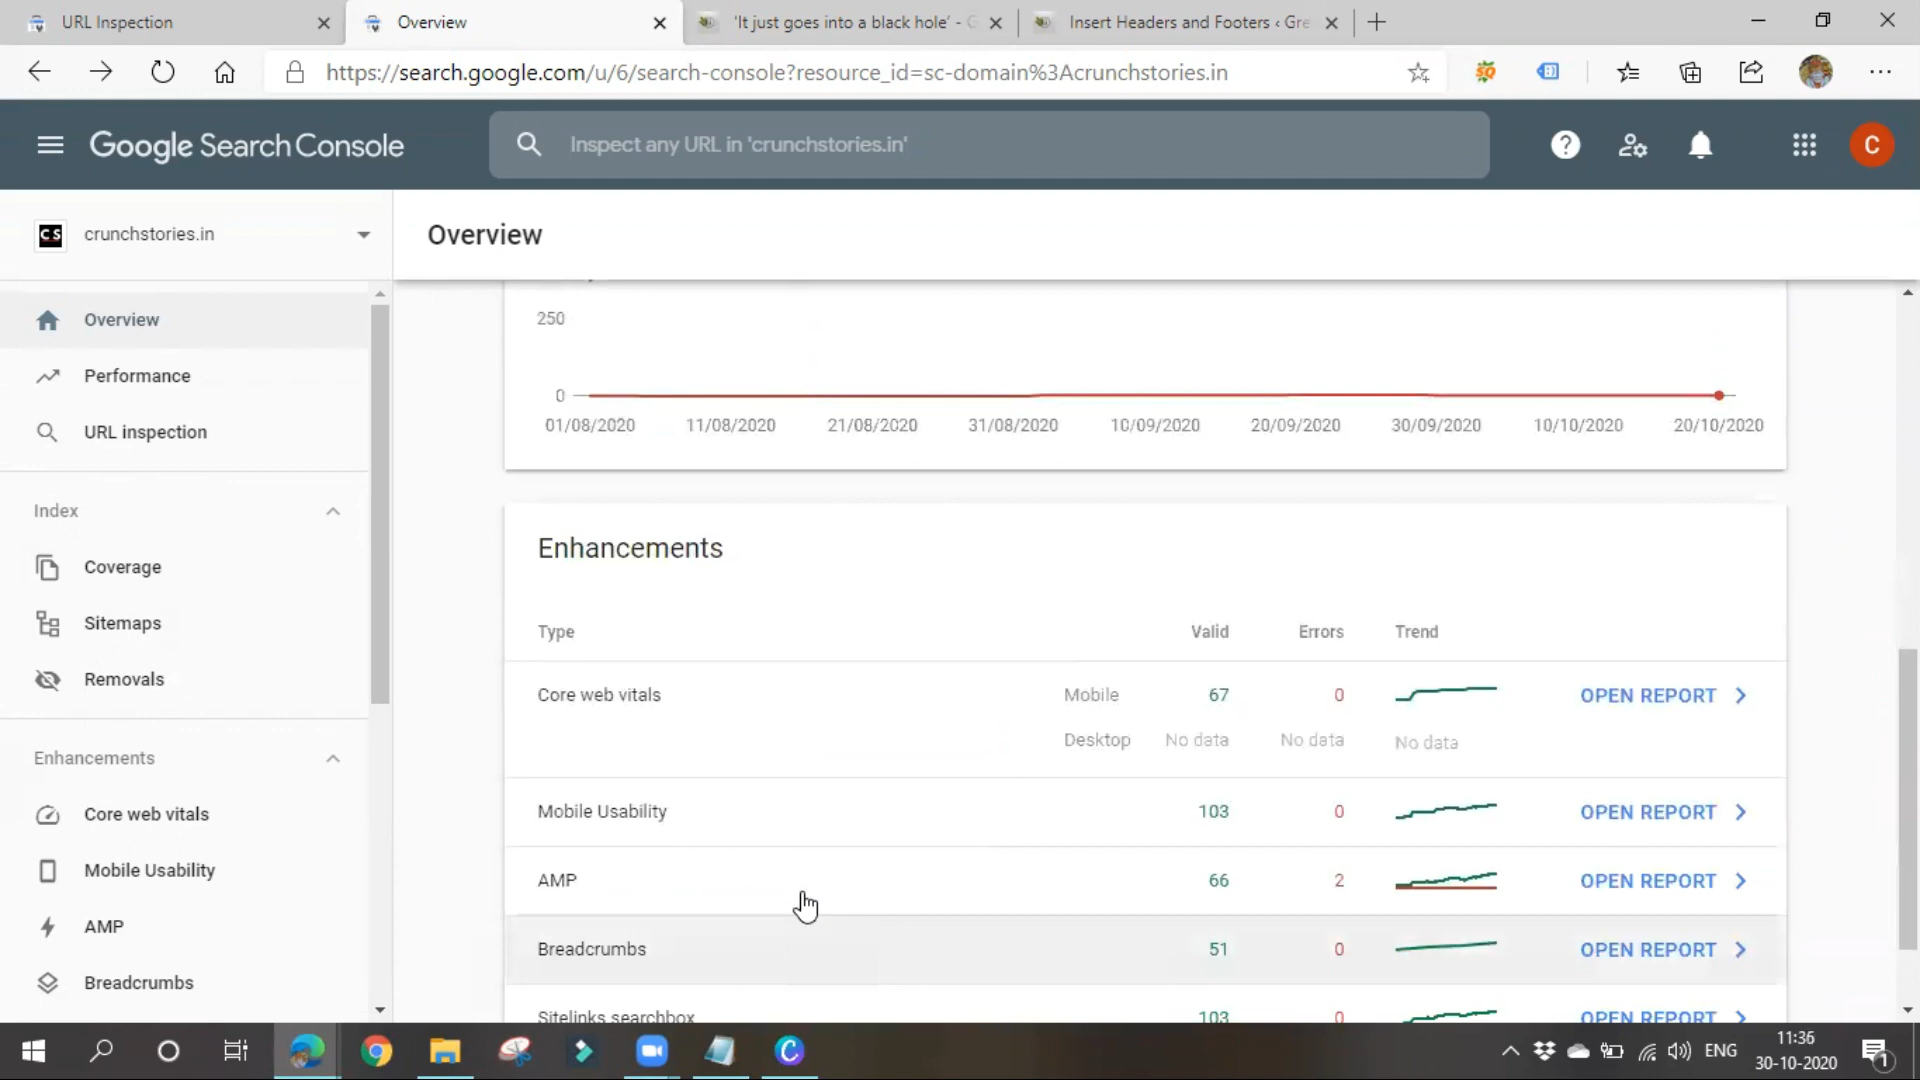 URL Inspection
Overview
'It just goes into a black hole' - G
Insert Headers and Footers ‹ Gre
https://search.google.com/u/6/search-console?resource_id=sc-domain%3Acrunchstories.in
Google Search Console
Inspect any URL in 'crunchstories.in'
C
CS
crunchstories.in
Overview
Overview
Performance
URL inspection
Index
Coverage
Sitemaps
Removals
Enhancements
Core web vitals
Mobile Usability
AMP
Breadcrumbs
250
0
01/08/2020 11/08/2020 21/08/2020 31/08/2020 10/09/2020 20/09/2020 30/09/2020 10/10/2020 20/10/2020
Enhancements
Type Valid Errors Trend
Core web vitals Mobile 67 0 OPEN REPORT
Desktop No data No data No data
Mobile Usability 103 0 OPEN REPORT
AMP 66 2 OPEN REPORT
Breadcrumbs 51 0 OPEN REPORT
Sitelinks searchbox 103 0 OPEN REPORT
ENG
11:36
30-10-2020
1